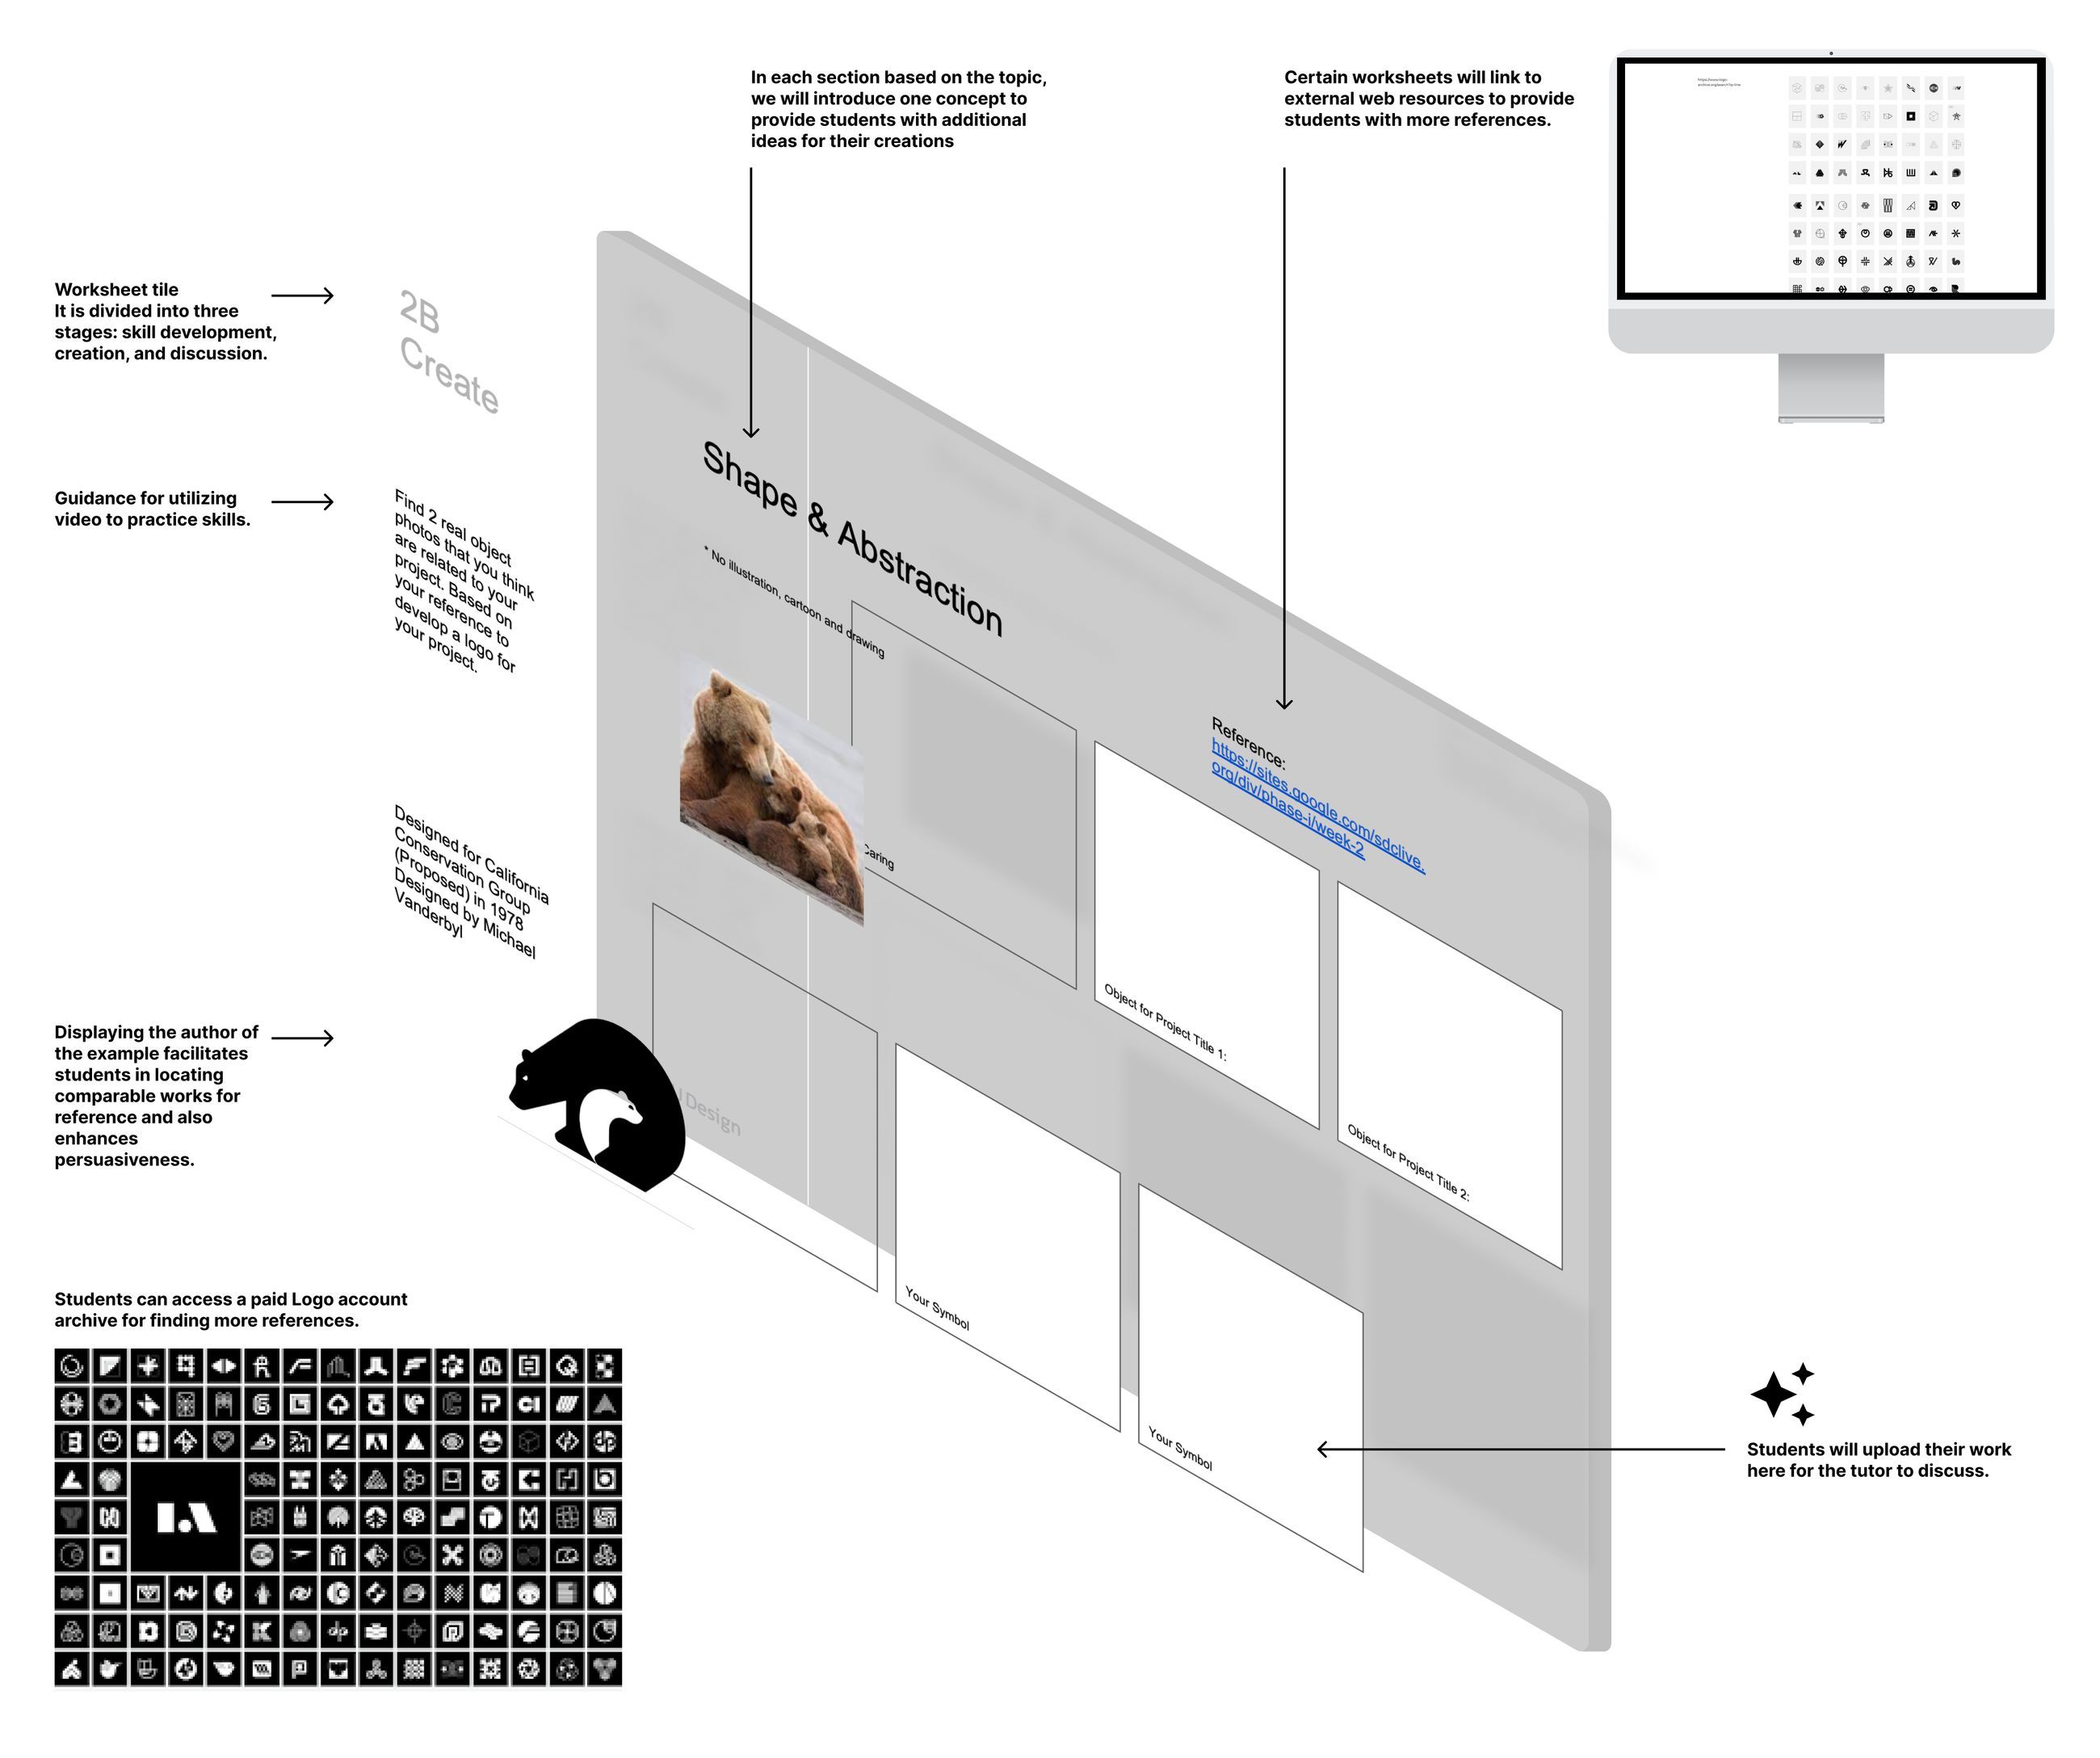 In each section based on the topic,
we will introduce one concept to
provide students with additional
ideas for their creations
Certain worksheets will link to
external web resources to provide
students with more references.
Worksheet tile
It is divided into three
stages: skill development,
creation, and discussion.
2B
Create
Guidance for utilizing
video to practice skills.
Find 2 real object
photos that you think
are related to your
project. Based on
your reference to
develop a logo for
your project.
Shape & Abstraction
* No illustration, cartoon and drawing
Caring
Reference:
https://sites.google.com/sdclive.
org/div/phase-i/week-2
Designed for California
Conservation Group
(Proposed) in 1978
Designed by Michael
Vanderbyl
Object for Project Title 1:
Object for Project Title 2:
Displaying the author of
the example facilitates
students in locating
comparable works for
reference and also
enhances
persuasiveness.
Design
Your Symbol
Your Symbol
Students can access a paid Logo account
archive for finding more references.
Students will upload their work
here for the tutor to discuss.